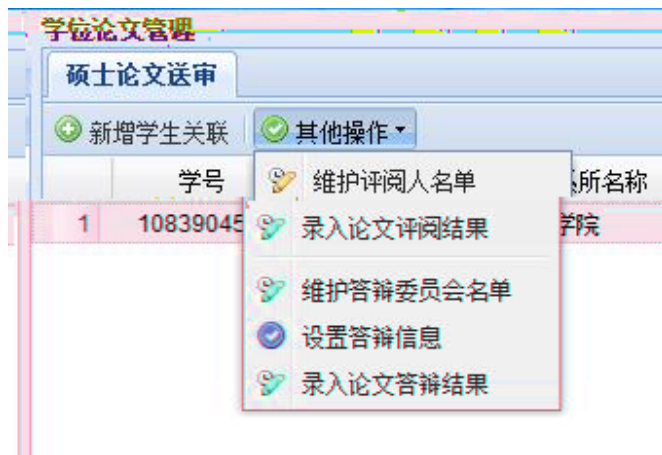 学位论文管理
硕士论文送审
新增学生关联 其他操作
学号 所名称
维护评阅人名单
1 10839045 学院
录入论文评阅结果
维护答辩委员会名单
设置答辩信息
录入论文答辩结果